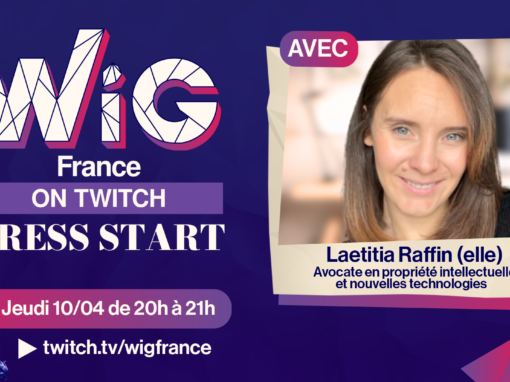 WiG
France
ON TWITCH
RESS START
Jeudi 10/04 de 20h à 21h
twitch.tv/wigfrance
AVEC
Laetitia Raffin (elle)
Avocate en propriété intellectuelle
et nouvelles technologies